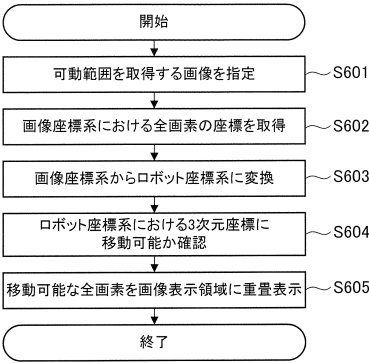 開始
可動範囲を取得する画像を指定
S601
画像座標系における全画素の座標を取得
S602
画像座標系からロボット座標系に変換
S603
ロボット座標系における3次元座標に
移動可能か確認
S604
移動可能な全画素を画像表示領域に重畳表示
S605
終了